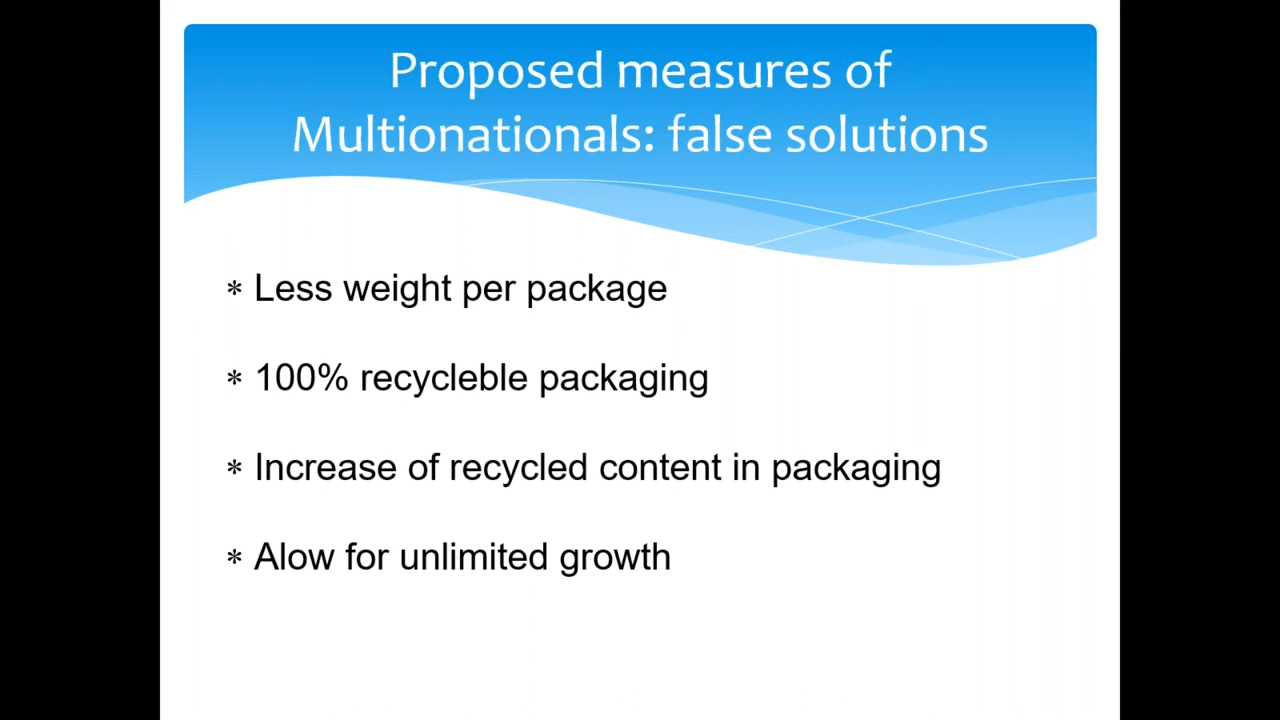 Proposed measures of
Multionationals: false solutions
* Less weight per package
* 100% recycleble packaging
* Increase of recycled content in packaging
* Alow for unlimited growth